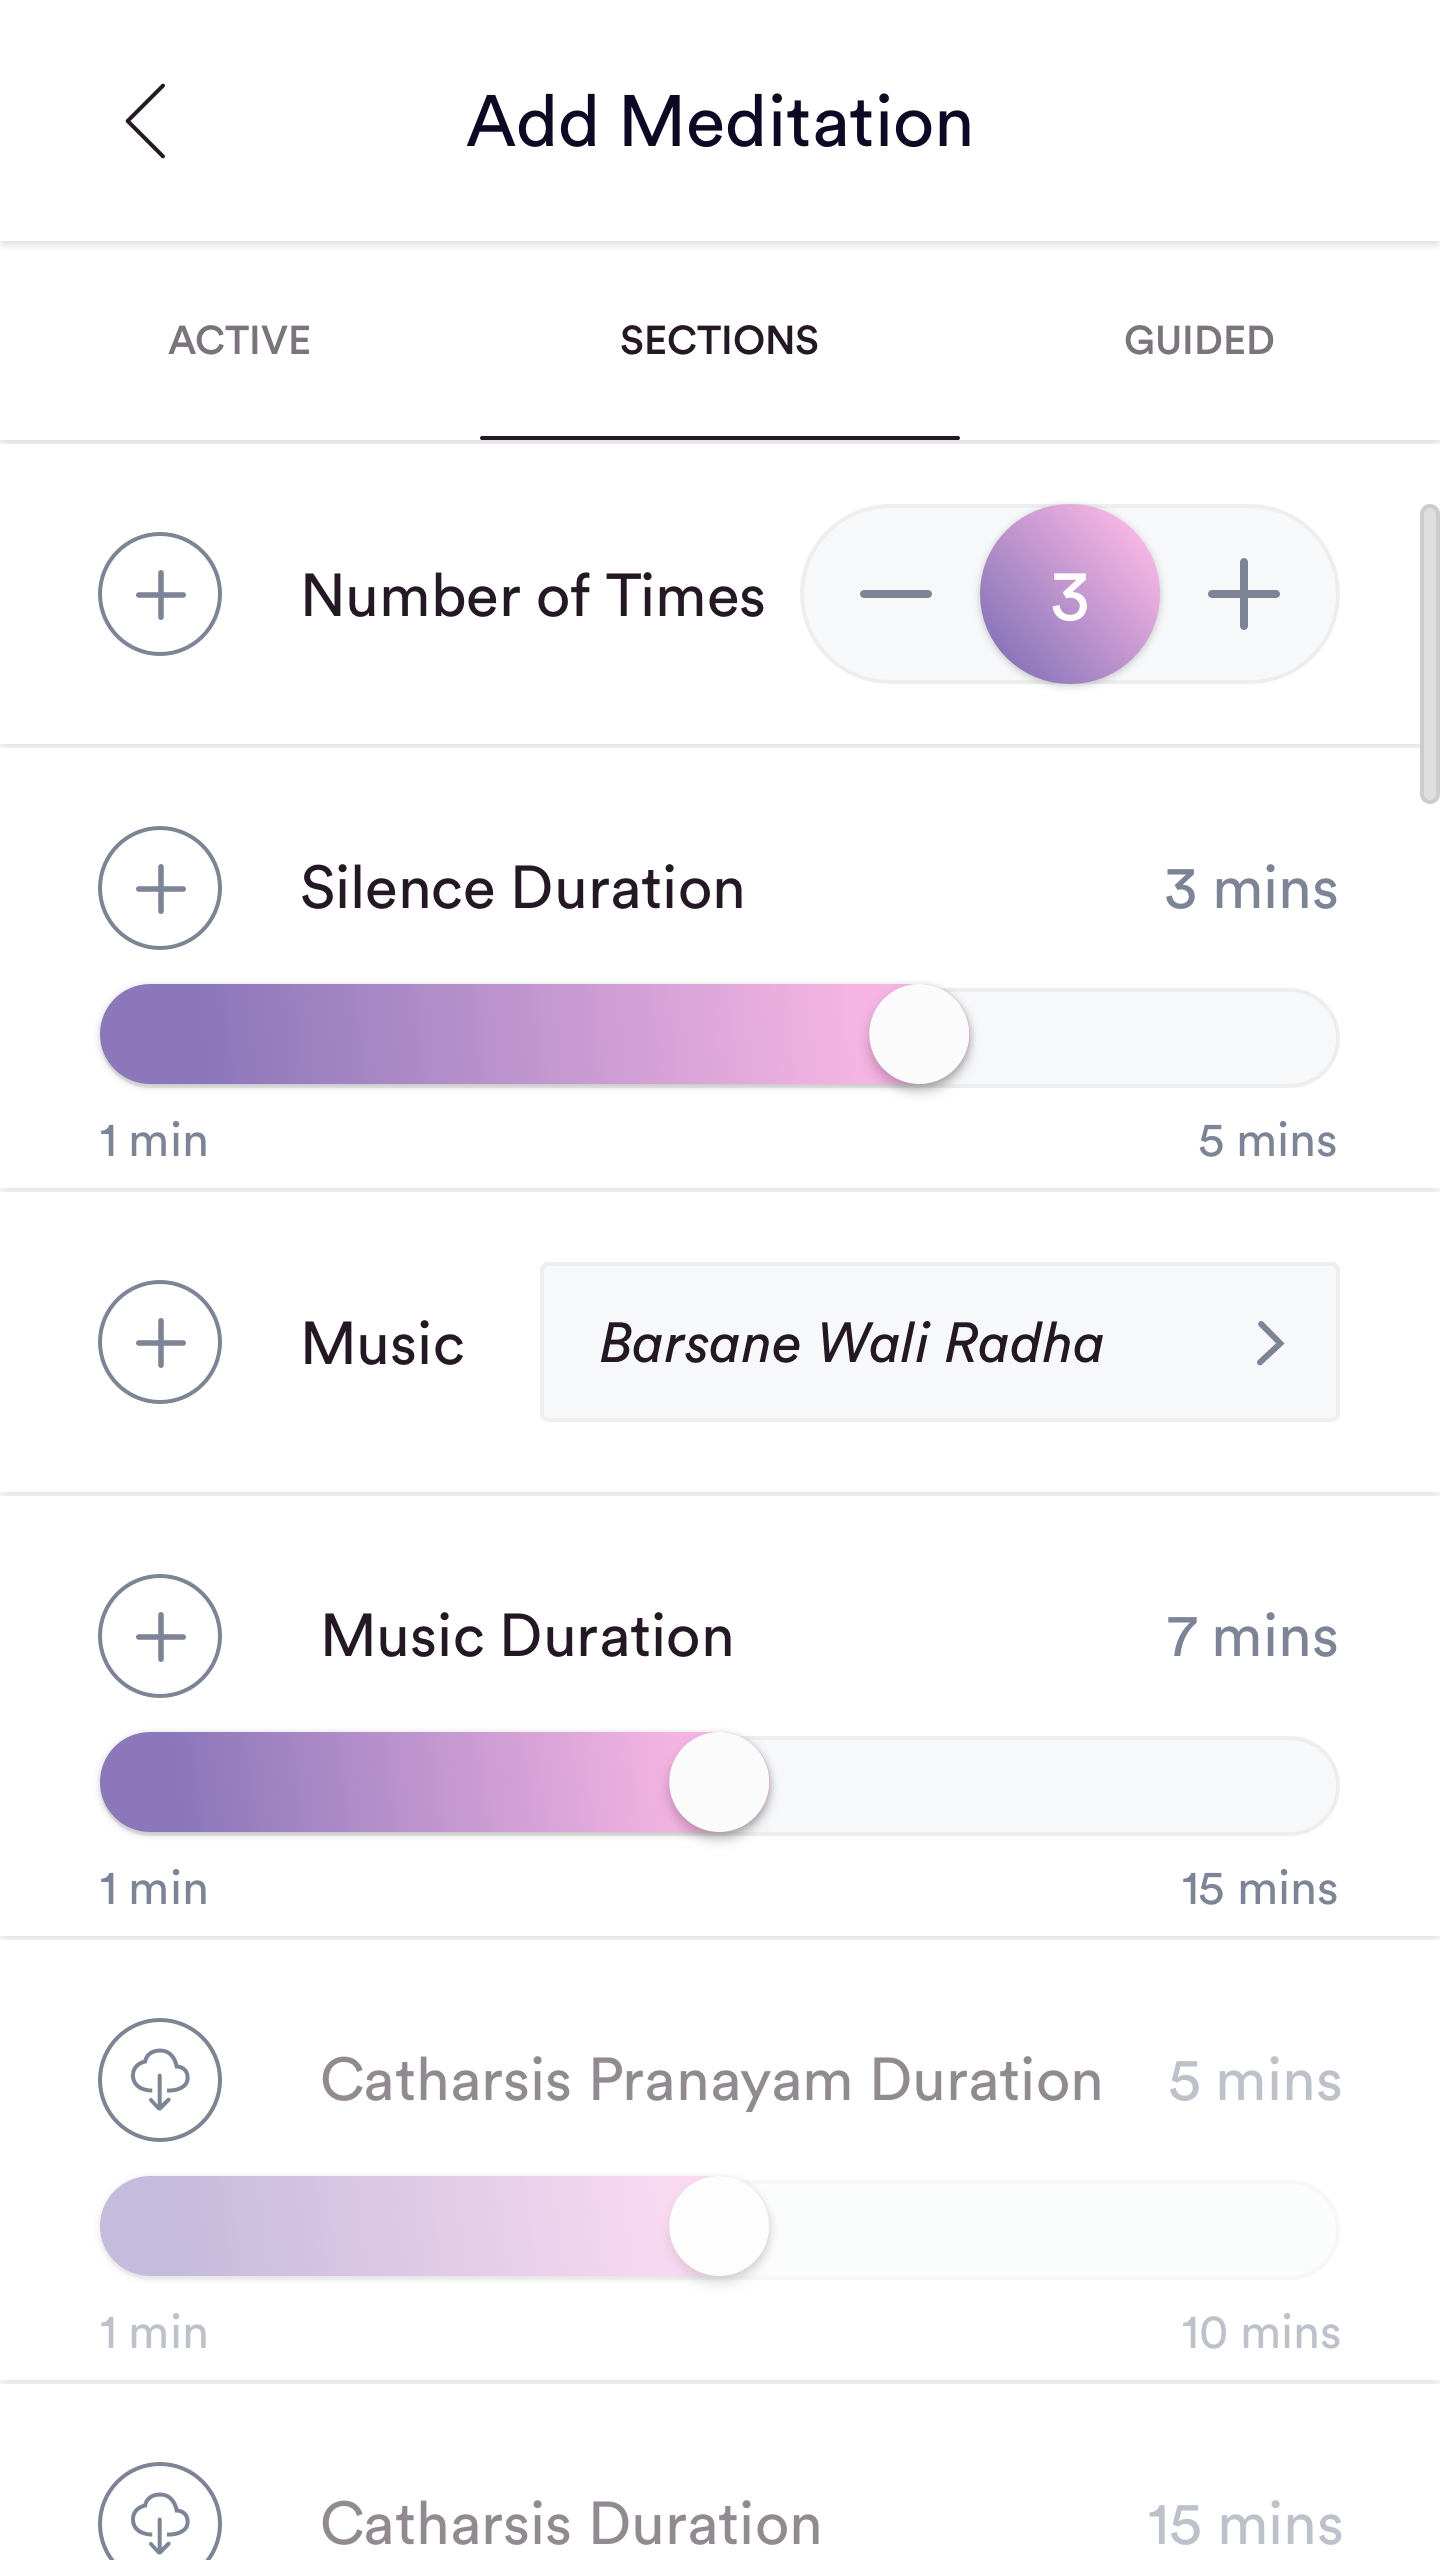 Add Meditation
ACTIVE SECTIONS GUIDED
Number of Times 3
Silence Duration 3 mins
1 min 5 mins
Music Barsane Wali Radha
Music Duration 7 mins
1 min 15 mins
Catharsis Pranayam Duration 5 mins
1 min 10 mins
Catharsis Duration 15 mins